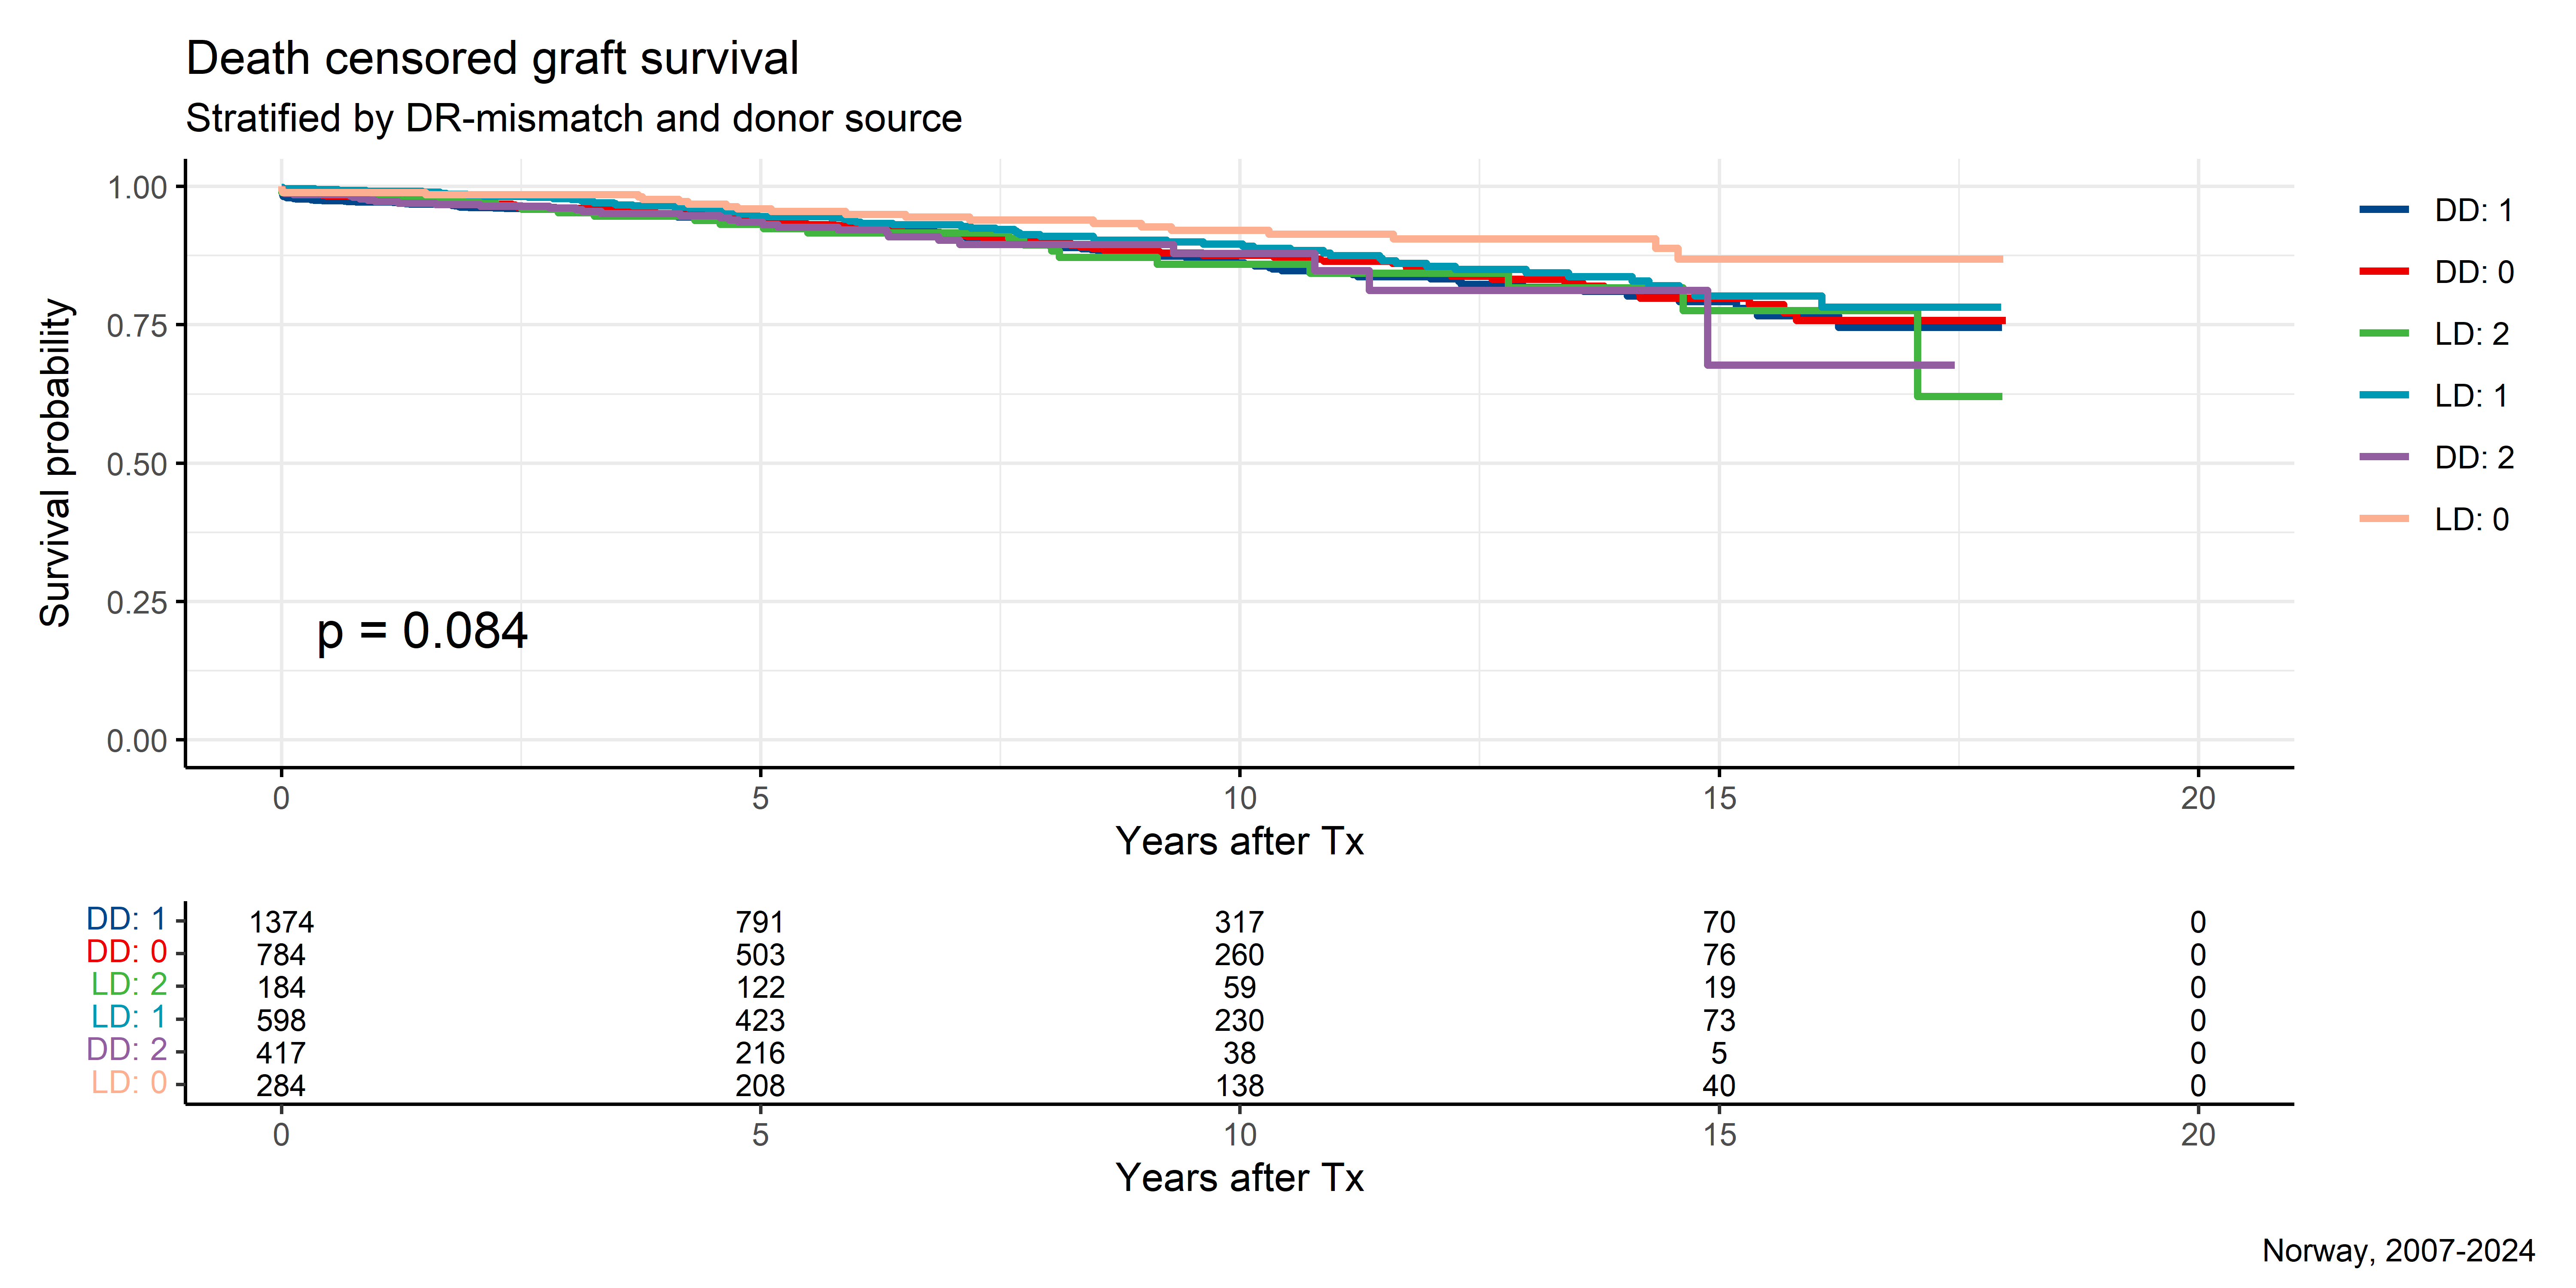 Death censored graft survival
Stratified by DR-mismatch and donor source
Survival probability
1.00
0.75
0.50
0.25
0.00
p = 0.084
0 5 10 15 20
Years after Tx
DD: 1
DD: 0
LD: 2
LD: 1
DD: 2
LD: 0
DD: 1 1374 791 317 70 0
DD: 0 784 503 260 76 0
LD: 2 184 122 59 19 0
LD: 1 598 423 230 73 0
DD: 2 417 216 38 5 0
LD: 0 284 208 138 40 0
0 5 10 15 20
Years after Tx
Norway, 2007-2024